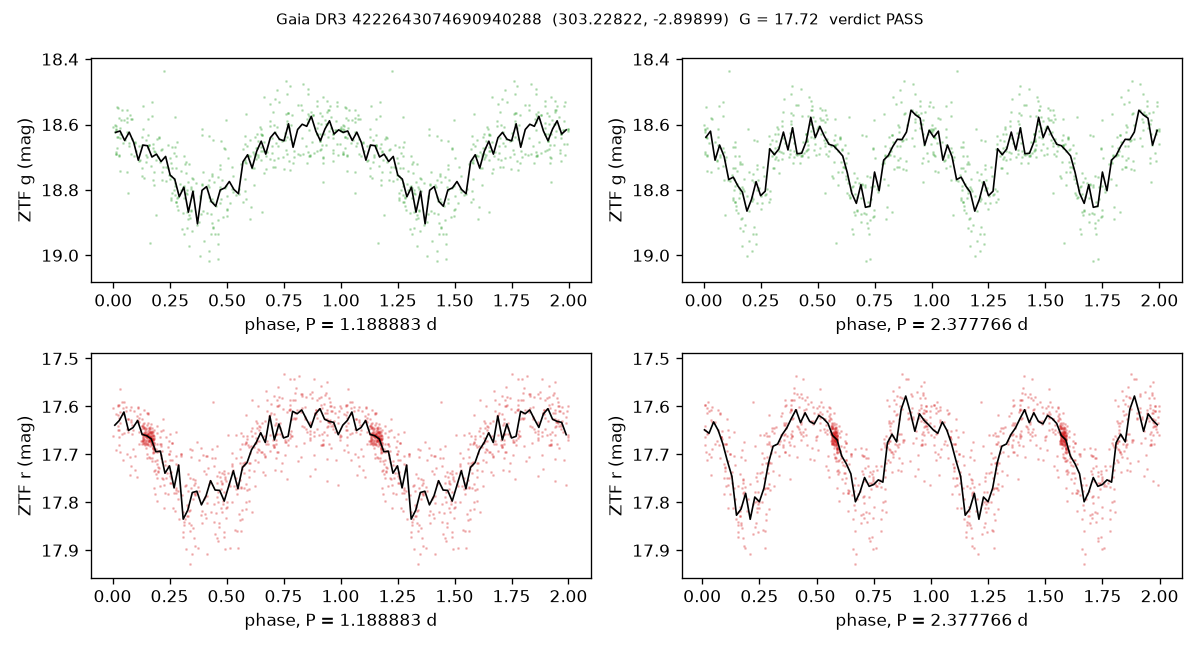 Gaia DR3 4222643074690940288  (303.22822, -2.89899)  G = 17.72  verdict PASS
18.4
18.6
18.8
19.0
ZTF g (mag)
0.00 0.25 0.50 0.75 1.00 1.25 1.50 1.75 2.00
phase, P = 1.188883 d
18.4
18.6
18.8
19.0
ZTF g (mag)
0.00 0.25 0.50 0.75 1.00 1.25 1.50 1.75 2.00
phase, P = 2.377766 d
17.5
17.6
17.7
17.8
17.9
ZTF r (mag)
0.00 0.25 0.50 0.75 1.00 1.25 1.50 1.75 2.00
phase, P = 1.188883 d
17.5
17.6
17.7
17.8
17.9
ZTF r (mag)
0.00 0.25 0.50 0.75 1.00 1.25 1.50 1.75 2.00
phase, P = 2.377766 d